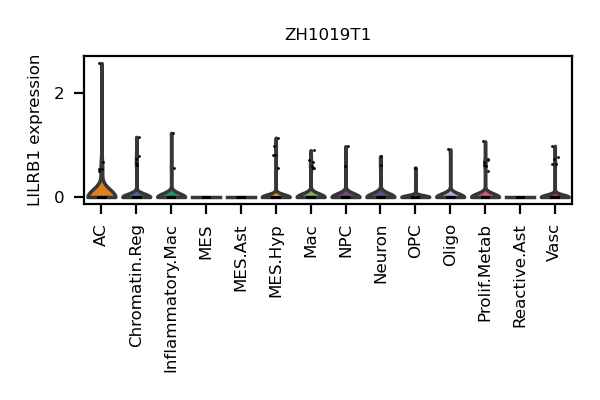 ZH1019T1
LILRB1 expression
2
0
AC
Chromatin.Reg
Inflammatory.Mac
MES
MES.Ast
MES.Hyp
Mac
NPC
Neuron
OPC
Oligo
Prolif.Metab
Reactive.Ast
Vasc